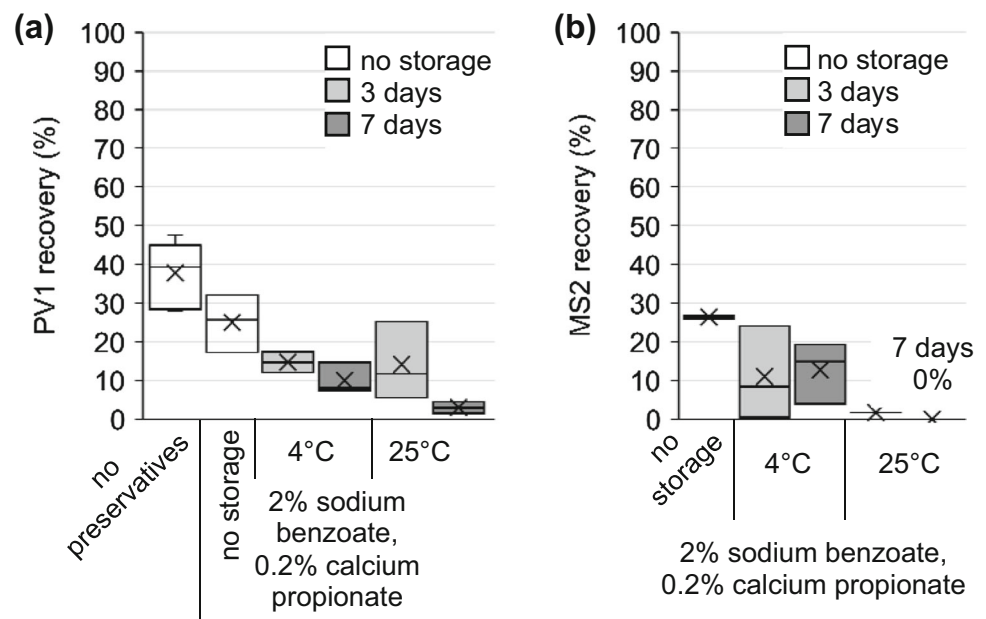 (a)
PV1 recovery (%)
100
90
80
70
60
50
40
30
20
10
0
no storage
3 days
7 days
no
preservatives
no storage
4°C
25°C
2% sodium
benzoate,
0.2% calcium
propionate
(b)
MS2 recovery (%)
100
90
80
70
60
50
40
30
20
10
0
no storage
3 days
7 days
7 days
0%
no
storage
4°C
25°C
2% sodium benzoate,
0.2% calcium propionate